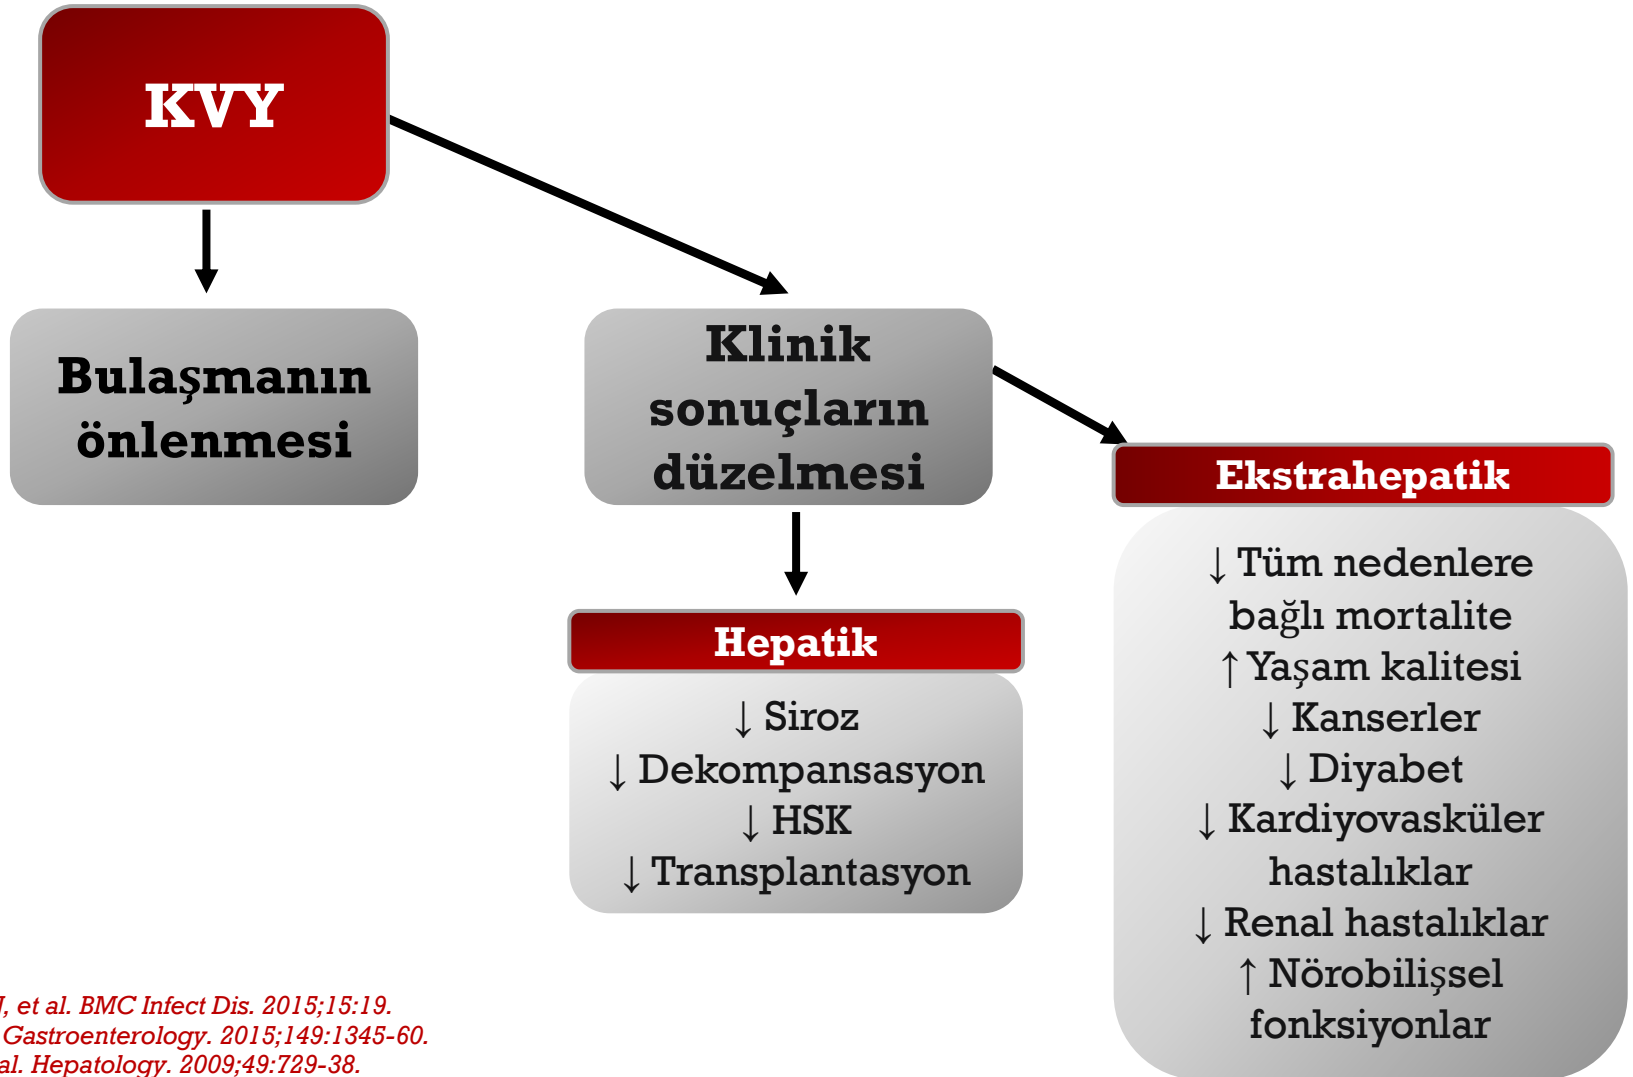 KVY
Bulaşmanın
önlenmesi
Klinik
sonuçların
düzelmesi
Hepatik
↓ Siroz
↓ Dekompansasyon
↓ HSK
↓ Transplantasyon
Ekstrahepatik
↓ Tüm nedenlere
bağlı mortalite
↑ Yaşam kalitesi
↓ Kanserler
↓ Diyabet
↓ Kardiyovasküler
hastalıklar
↓ Renal hastalıklar
↑ Nörobilişsel
fonksiyonlar
, et al. BMC Infect Dis. 2015;15:19.
Gastroenterology. 2015;149:1345-60.
al. Hepatology. 2009;49:729-38.